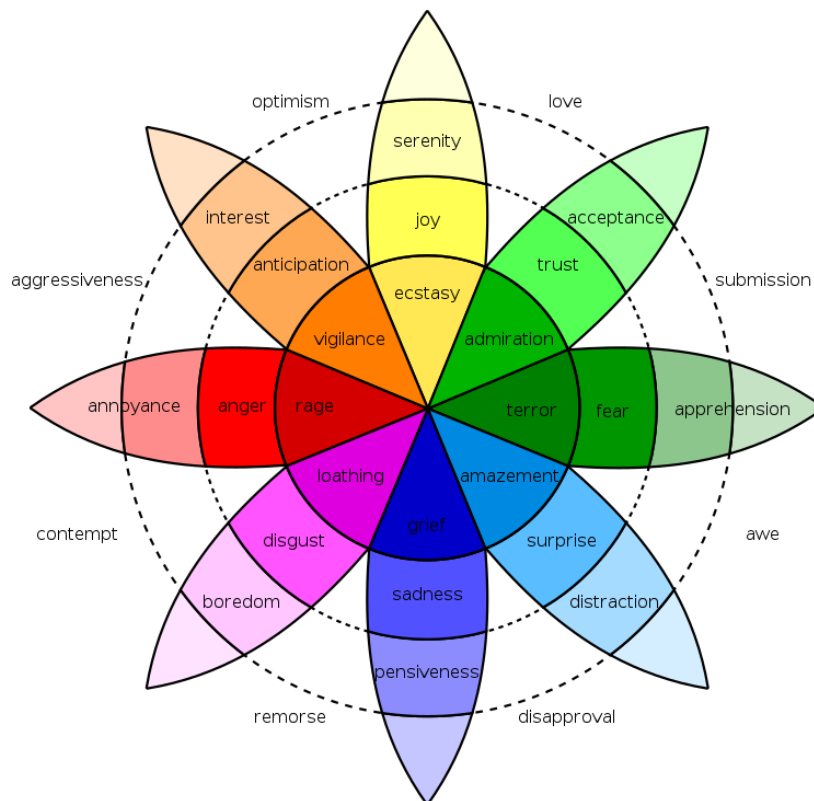 optimism
love
serenity
interest
joy
acceptance
anticipation
trust
aggressiveness
ecstasy
submission
vigilance
admiration
annoyance
anger
rage
terror
fear
apprehension
loathing
amazement
contempt
grief
awe
disgust
surprise
boredom
sadness
distraction
pensiveness
remorse
disapproval